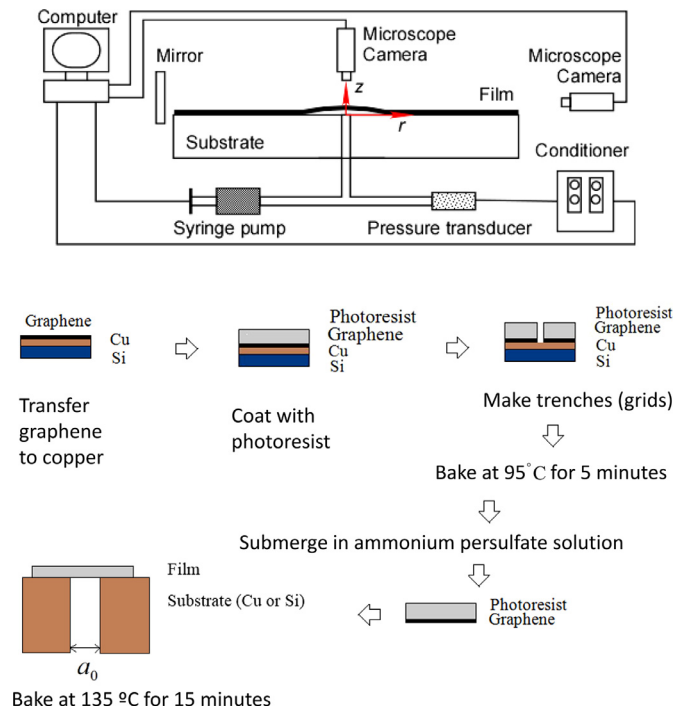 Computer
Mirror
Microscope
Camera
z
Microscope
Camera
Film
r
Substrate
Conditioner
Syringe pump
Pressure transducer
Graphene
Cu
Si
Transfer
graphene
to copper
Photoresist
Graphene
Cu
Si
Coat with
photoresist
Photoresist
Graphene
Cu
Si
Make trenches (grids)
Bake at 95°C for 5 minutes
Submerge in ammonium persulfate solution
Photoresist
Graphene
Film
Substrate (Cu or Si)
a₀
Bake at 135 ºC for 15 minutes